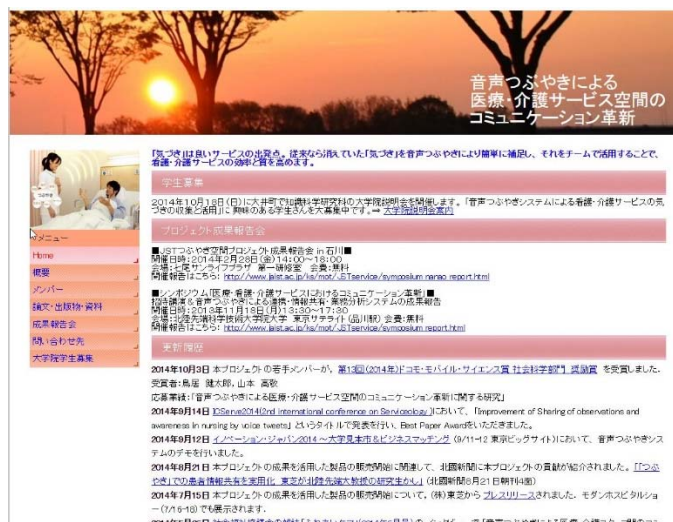 音声つぶやきによる
医療・介護サービス空間の
コミュニケーション革新
「気づき」は良いサービスの出発点。従来なら消えていた「気づき」を音声つぶやきにより簡単に補足し、それをチームで活用することで、
看護・介護サービスの効率と質を高めます。
メニュー
Home
概要
メンバー
論文・出版物・資料
成果報告会
問い合わせ先
大学院学生募集
学生募集
2014年10月18日(日)に大井町で知識科学研究科の大学院説明会を開催します。「音声つぶやきシステムによる看護・介護サービスの気
づきの収集と活用」に興味のある学生さんを大募集中です。⇒ 大学院説明会案内
プロジェクト成果報告会
■JSTつぶやき空間プロジェクト成果報告会 in 石川■
開催日時:2014年2月28日(金)14:00~18:00
会場:七尾サンライフプラザ 第一研修室 会費:無料
開催報告はこちら: http://www.jaist.ac.jp/ks/mot/JSTservice/symposium nanao report.html
■シンポジウム「医療・看護・介護サービスにおけるコミュニケーション革新」■
招待講演&音声つぶやきによる連携・情報共有・業務分析システムの成果報告
開催日時:2013年11月18日(月)13:30~17:30
会場:北陸先端科学技術大学院大学 東京サテライト(品川駅) 会費:無料
開催報告はこちら: http://www.jaist.ac.jp/ks/mot/JSTservice/symposium report.html
更新履歴
2014年10月3日 本プロジェクトの若手メンバーが、第13回(2014年)ドコモ・モバイル・サイエンス賞 社会科学部門 奨励賞 を受賞しました.
受賞者:鳥居 健太郎, 山本 高敬
応募業績:「音声つぶやきによる医療・介護サービス空間のコミュニケーション革新に関する研究」
2014年9月14日 ICServe2014(2nd international conference on Serviceology)において、「Improvement of Sharing of observations and
awareness in nursing by voice tweets」というタイトルで発表を行い、Best Paper Awardをいただきました。
2014年9月12日 イノベーション・ジャパン2014 ~大学見本市&ビジネスマッチング (9/11-12 東京ビッグサイト)において、音声つぶやきシス
テムのデモを行いました。
2014年8月21日 本プロジェクトの成果を活用した製品の販売開始に関連して、北國新聞に本プロジェクトの貢献が紹介されました。「「つぶ
やき」での患者情報共有を実用化 東芝が北陸先端大教授の研究生かし」(北國新聞8月21日朝刊4面)
2014年7月15日 本プロジェクトの成果を活用した製品の販売開始について、(株)東芝から プレスリリースされました. モダンホスピタルショ
ー(7/16-18)でも展示されます.